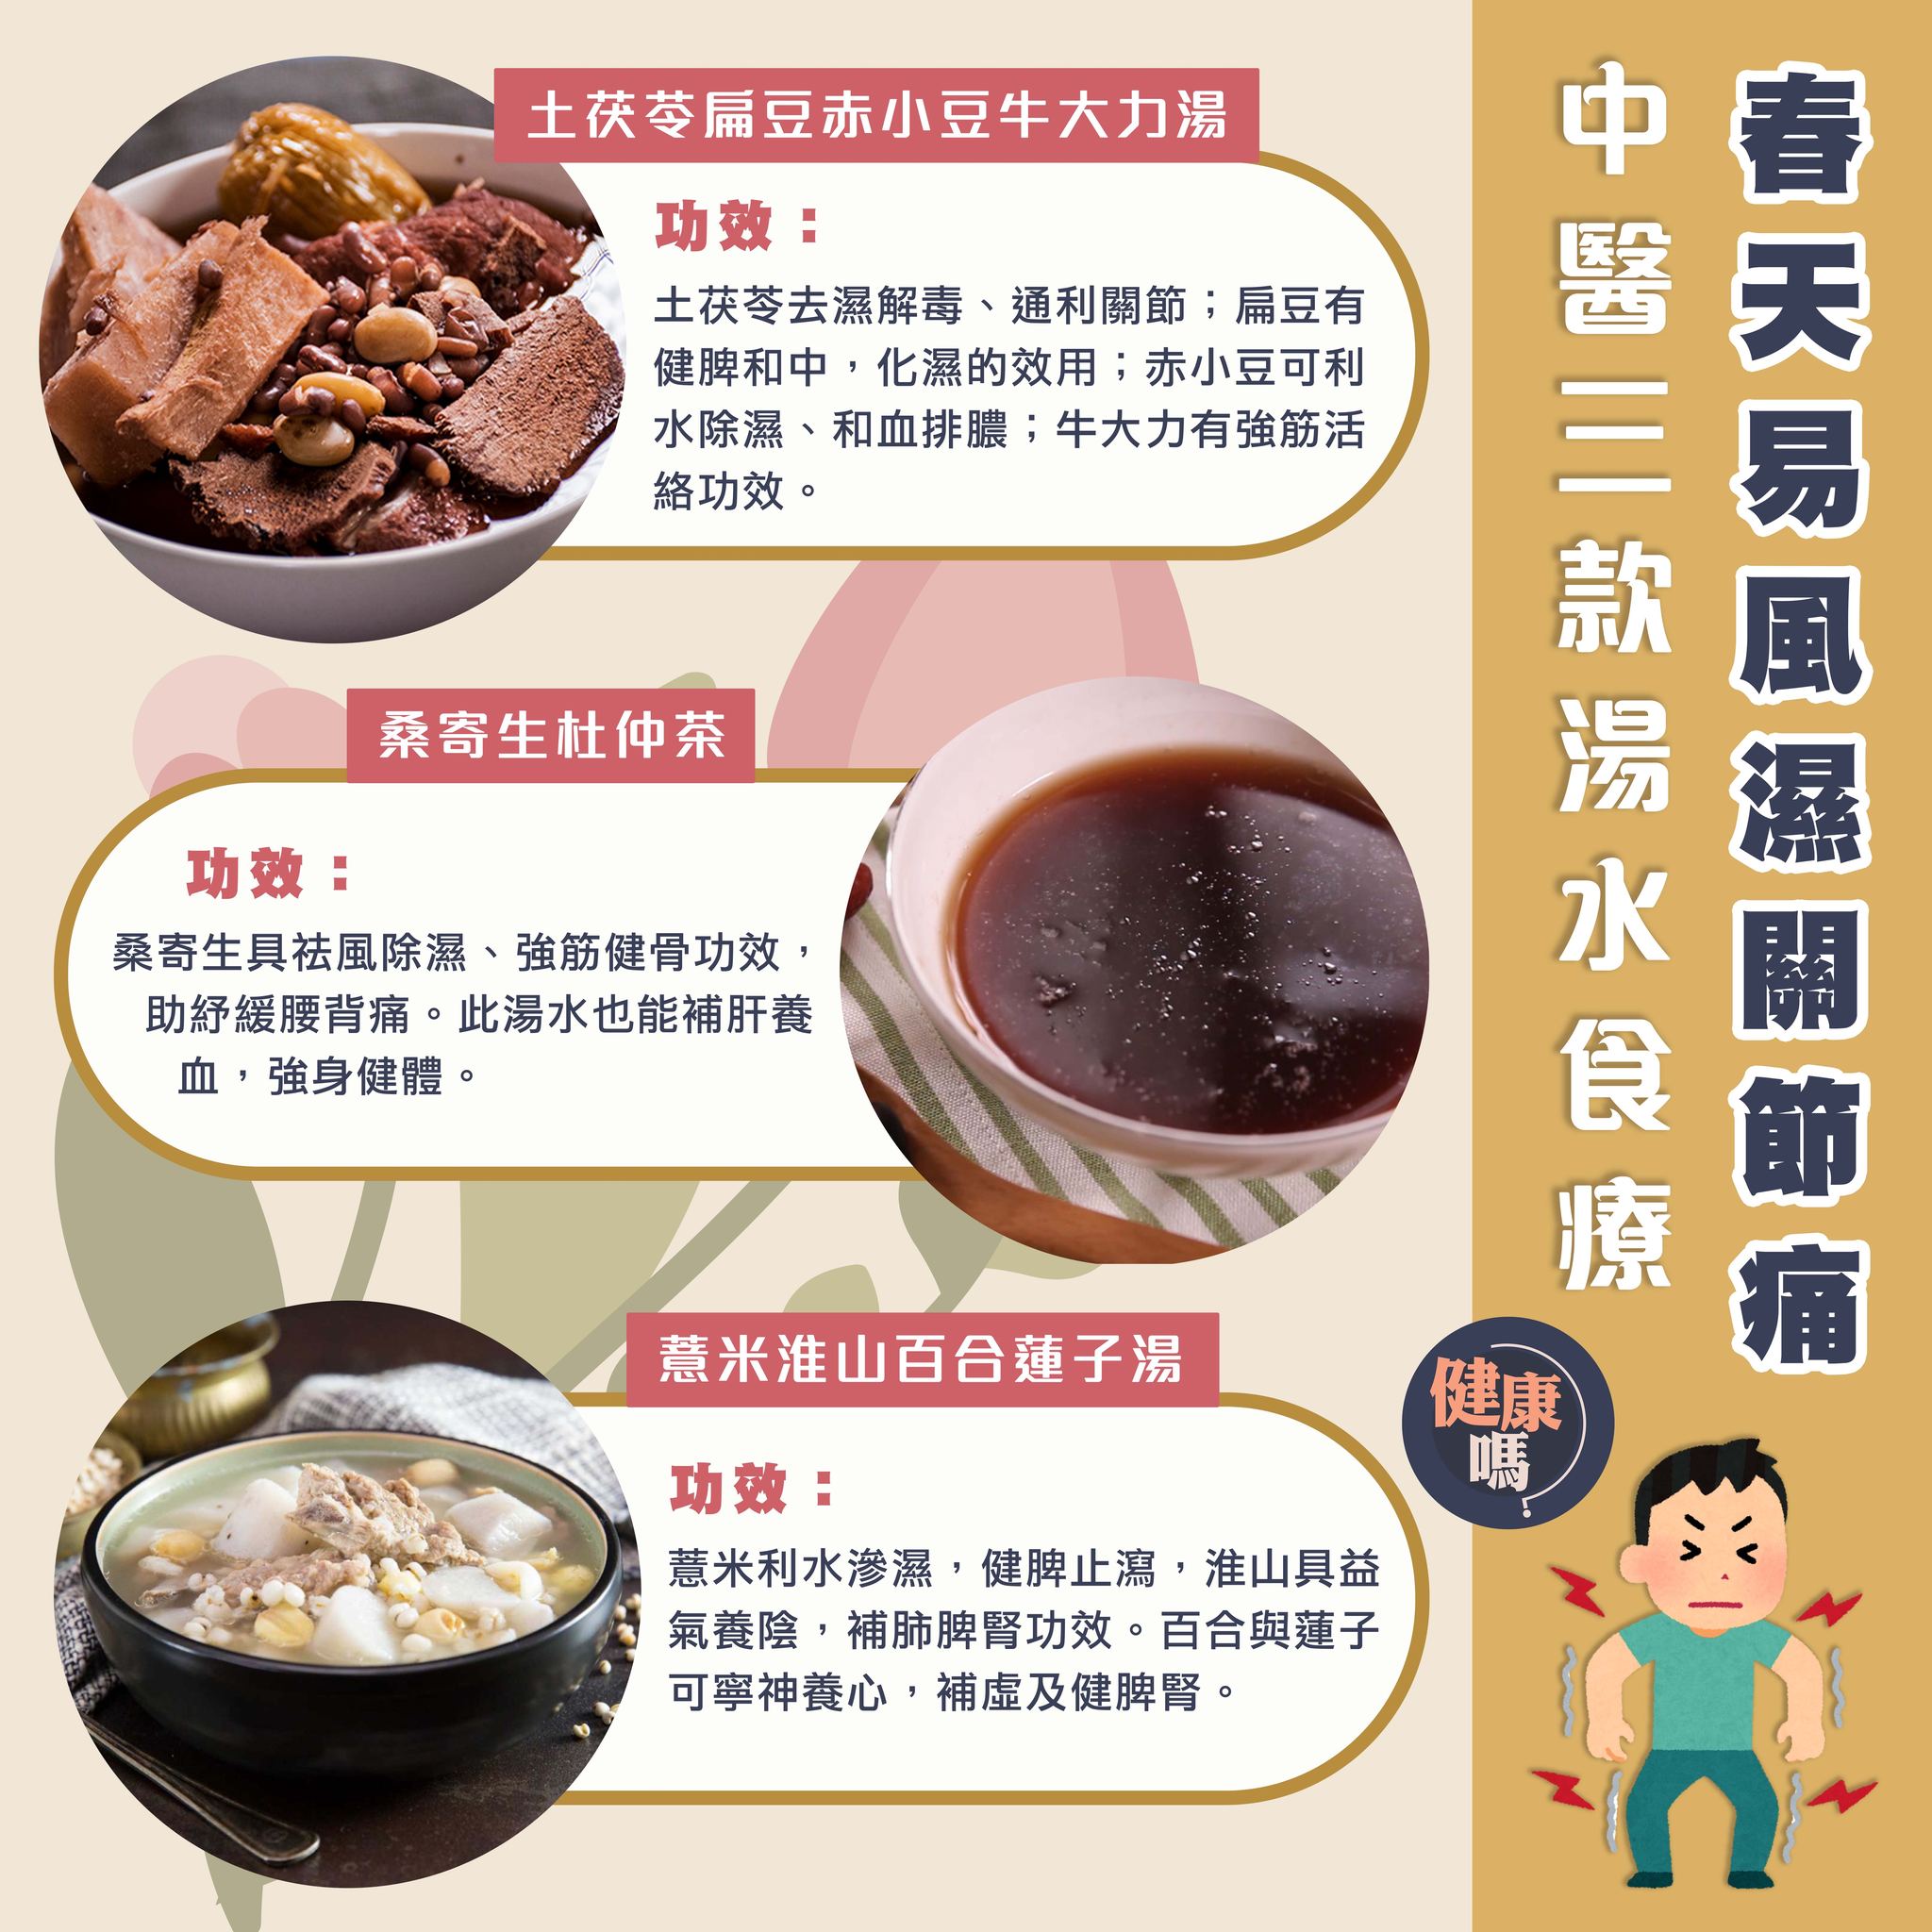 春天易風濕關節痛
中醫三款湯水食療
土茯苓扁豆赤小豆牛大力湯
功效：
土茯苓去濕解毒、通利關節；扁豆有
健脾和中，化濕的效用；赤小豆可利
水除濕、和血排膿；牛大力有強筋活
絡功效。
桑寄生杜仲茶
功效：
桑寄生具祛風除濕、強筋健骨功效，
助紓緩腰背痛。此湯水也能補肝養
血，強身健體。
薏米淮山百合蓮子湯
功效：
薏米利水滲濕，健脾止瀉，淮山具益
氣養陰，補肺脾腎功效。百合與蓮子
可寧神養心，補虛及健脾腎。
健康
嗎?